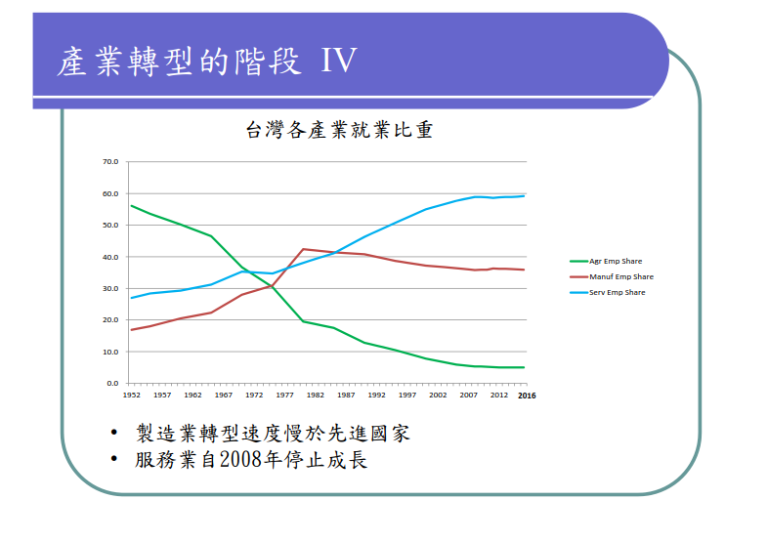 產業轉型的階段 IV
台灣各產業就業比重
70.0
60.0
50.0
40.0
30.0
20.0
10.0
0.0
1952 1957 1962 1967 1972 1977 1982 1987 1992 1997 2002 2007 2012
Agr Emp Share
Manuf Emp Share
Serv Emp Share
• 製造業轉型速度慢於先進國家
• 服務業自2008年停止成長